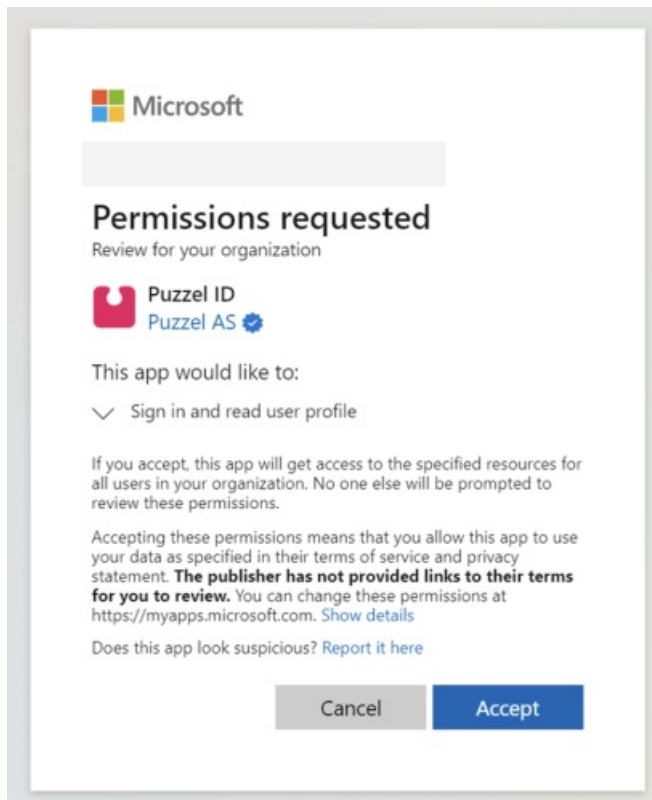 Microsoft
Permissions requested
Review for your organization
Puzzel ID
Puzzel AS
This app would like to:
Sign in and read user profile
If you accept, this app will get access to the specified resources for
all users in your organization. No one else will be prompted to
review these permissions.
Accepting these permissions means that you allow this app to use
your data as specified in their terms of service and privacy
statement. The publisher has not provided links to their terms
for you to review. You can change these permissions at
https://myapps.microsoft.com. Show details
Does this app look suspicious? Report it here
Cancel
Accept